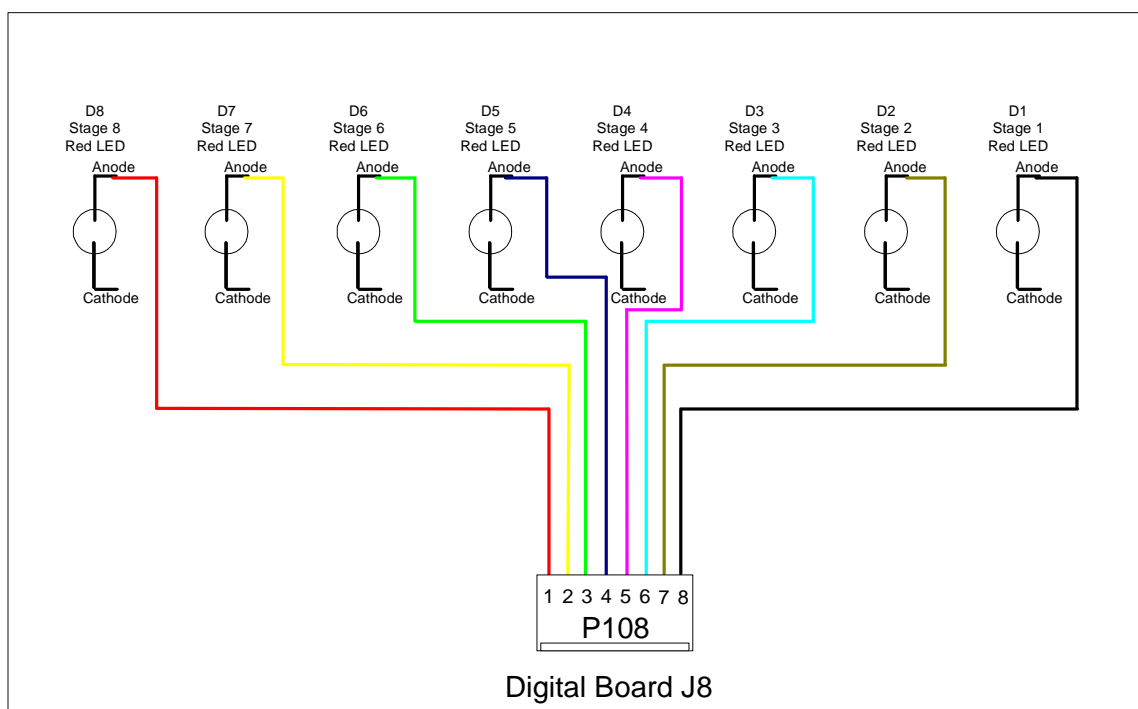 D8
Stage 8
Red LED
Anode
Cathode
D7
Stage 7
Red LED
Anode
Cathode
D6
Stage 6
Red LED
Anode
Cathode
D5
Stage 5
Red LED
Anode
Cathode
D4
Stage 4
Red LED
Anode
Cathode
D3
Stage 3
Red LED
Anode
Cathode
D2
Stage 2
Red LED
Anode
Cathode
D1
Stage 1
Red LED
Anode
Cathode
1 2 3 4 5 6 7 8
P108
Digital Board J8